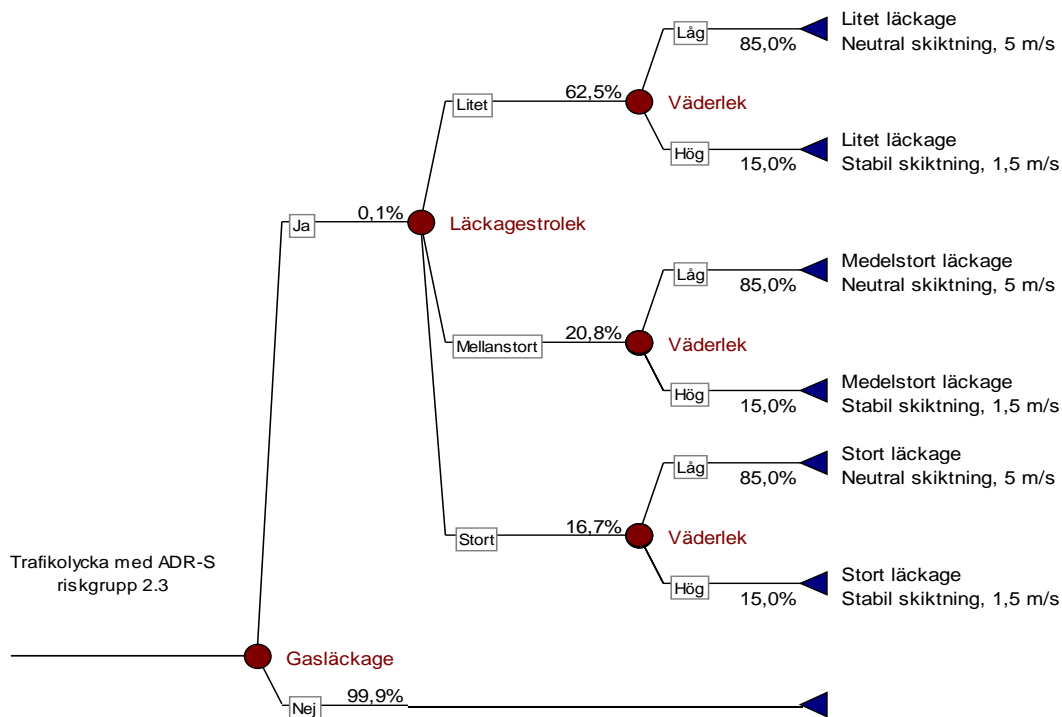 Låg
85,0%
Litet läckage
Neutral skiktning, 5 m/s
Litet
62,5%
Väderlek
Hög
15,0%
Litet läckage
Stabil skiktning, 1,5 m/s
Ja
0,1%
Läckagestrolek
Låg
85,0%
Medelstort läckage
Neutral skiktning, 5 m/s
Mellanstort
20,8%
Väderlek
Hög
15,0%
Medelstort läckage
Stabil skiktning, 1,5 m/s
Låg
85,0%
Stort läckage
Neutral skiktning, 5 m/s
Stort
16,7%
Väderlek
Hög
15,0%
Stort läckage
Stabil skiktning, 1,5 m/s
Trafikolycka med ADR-S
riskgrupp 2.3
Gasläckage
Nej
99,9%